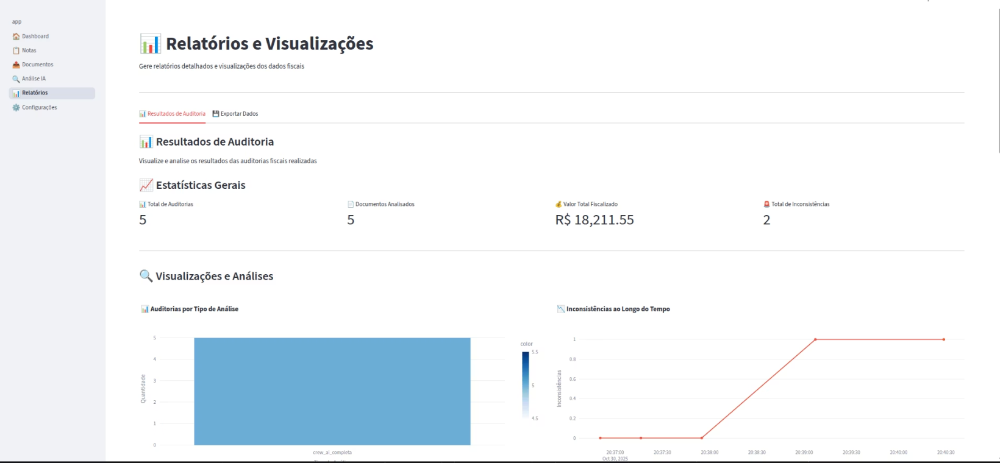 app
Dashboard
Notas
Documentos
Análise IA
Relatórios
Configurações
Relatórios e Visualizações
Gere relatórios detalhados e visualizações dos dados fiscais
Resultados de Auditoria Exportar Dados
Resultados de Auditoria
Visualize e analise os resultados das auditorias fiscais realizadas
Estatísticas Gerais
Total de Auditorias
5
Documentos Analisados
5
Valor Total Fiscalizado
R$ 18,211.55
Total de Inconsistências
2
Visualizações e Análises
Auditorias por Tipo de Análise
Quantidade
5
4
3
2
1
0
crew_ai_completa
color
5.5
5
4.5
Inconsistências ao Longo do Tempo
Inconsistências
1
0.8
0.6
0.4
0.2
0
20:37:00 20:37:30 20:38:00 20:38:30 20:39:00 20:39:30 20:40:00 20:40:30
Oct 30, 2025